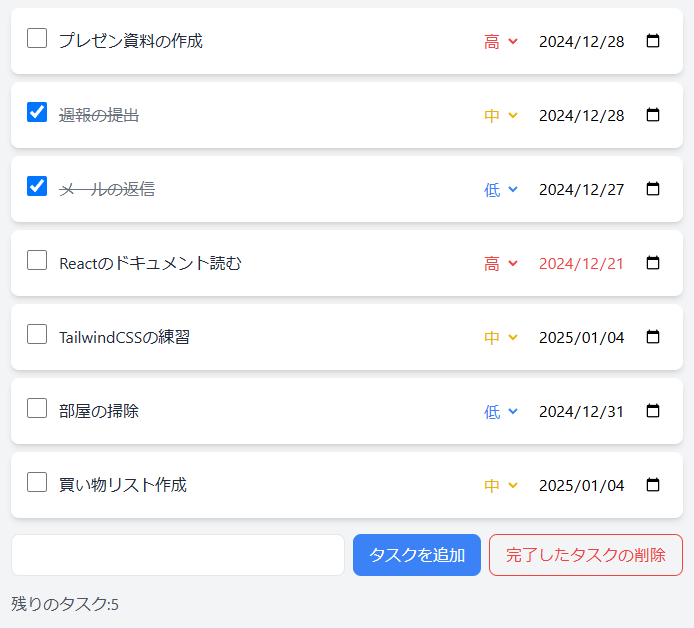 プレゼン資料の作成 高 2024/12/28
週報の提出 中 2024/12/28
メールの返信 低 2024/12/27
Reactのドキュメント読む 高 2024/12/21
TailwindCSSの練習 中 2025/01/04
部屋の掃除 低 2024/12/31
買い物リスト作成 中 2025/01/04
タスクを追加 完了したタスクの削除
残りのタスク:5